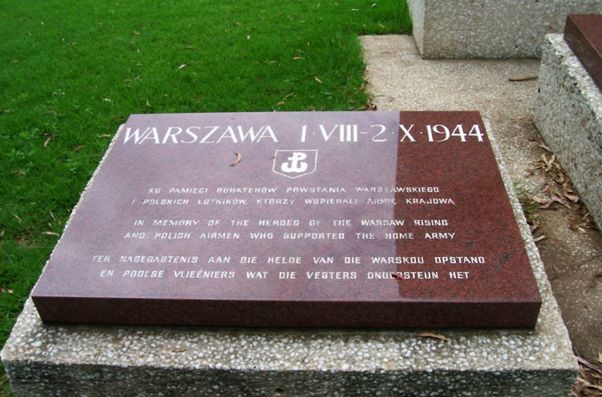 WARSZAWA 1·VIII-2·X·1944
KU PAMIĘCI BOHATERÓW POWSTANIA WARSZAWSKIEGO
I POLSKICH LOTNIKÓW, KTÓRZY WSPIERALI ARMIĘ KRAJOWĄ
IN MEMORY OF THE HEROES OF THE WARSAW RISING
AND POLISH AIRMEN WHO SUPPORTED THE HOME ARMY
TER NAGEDAGTENIS AAN DIE HELDE VAN DIE WARSKOU OPSTAND
EN POOLSE VLIEËNIERS WAT DIE VEGTERS ONDERSTEUN HET